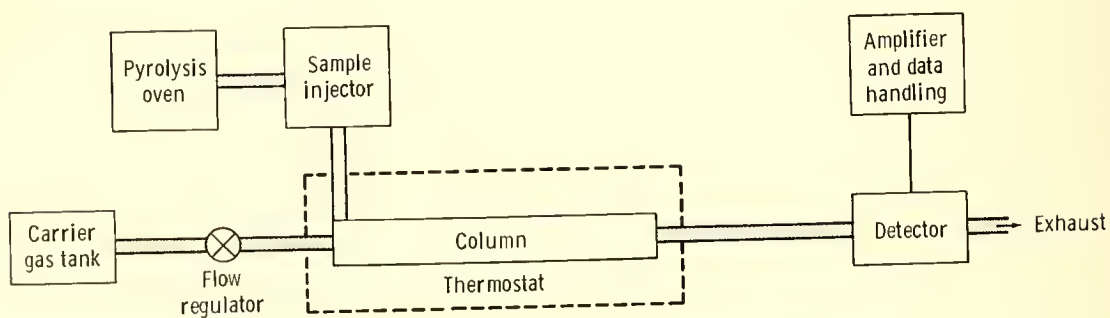 Pyrolysis
oven
Sample
injector
Amplifier
and data
handling
Carrier
gas tank
Flow
regulator
Column
Thermostat
Detector
Exhaust